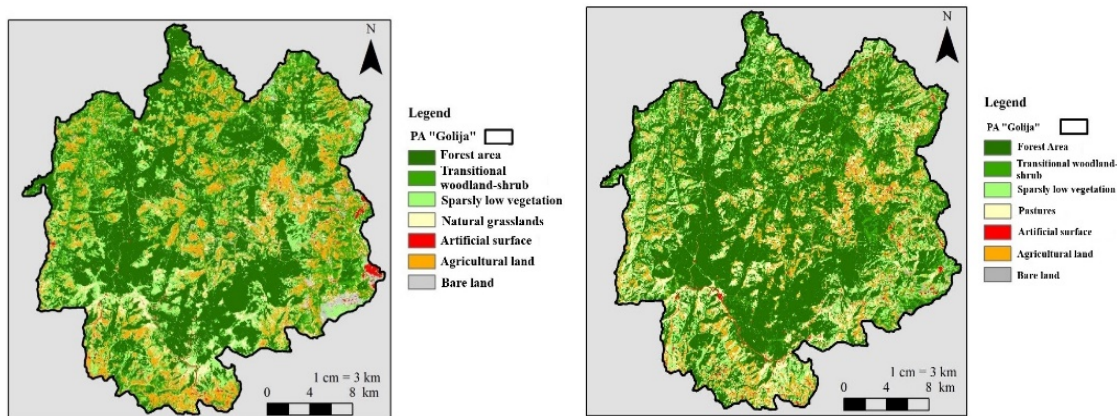 N
Legend
PA "Golija"
Forest area
Transitional
woodland-shrub
Sparsly low vegetation
Natural grasslands
Artificial surface
Agricultural land
Bare land
1 cm = 3 km
0 4 8 km
N
Legend
PA "Golija"
Forest Area
Transitional woodland-
shrub
Sparsly low vegetation
Pastures
Artificial surface
Agricultural land
Bare land
1 cm = 3 km
0 4 8 km